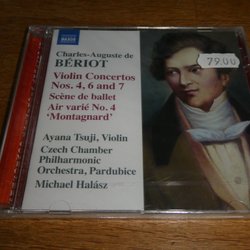 NAXOS
Charles-Auguste de
BÉRIOT
79.00
Violin Concertos
Nos. 4, 6 and 7
Scène de ballet
Air varié No. 4
‘Montagnard’
Ayana Tsuji, Violin
Czech Chamber
Philharmonic
Orchestra, Pardubice
Michael Halász